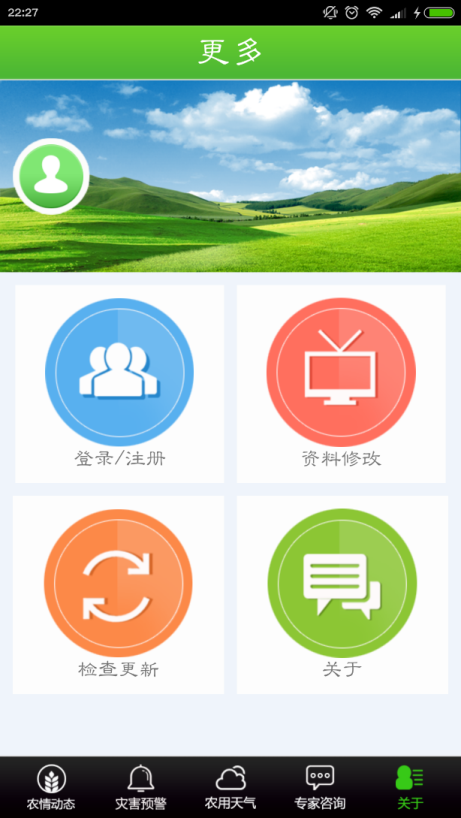 22:27
更多
登录/注册
资料修改
检查更新
关于
农情动态
灾害预警
农用天气
专家咨询
关于